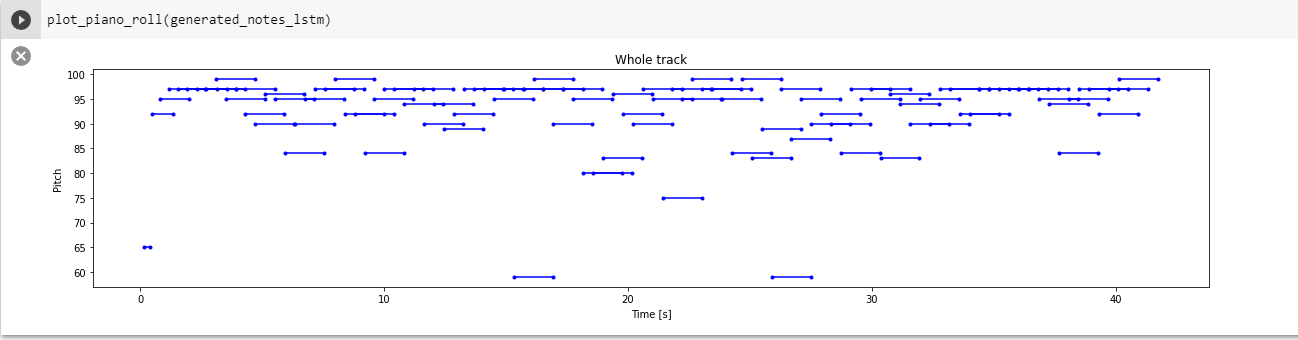 plot_piano_roll(generated_notes_lstm)
Whole track
100
95
90
85
80
75
70
65
60
Pitch
0 10 20 30 40
Time [s]